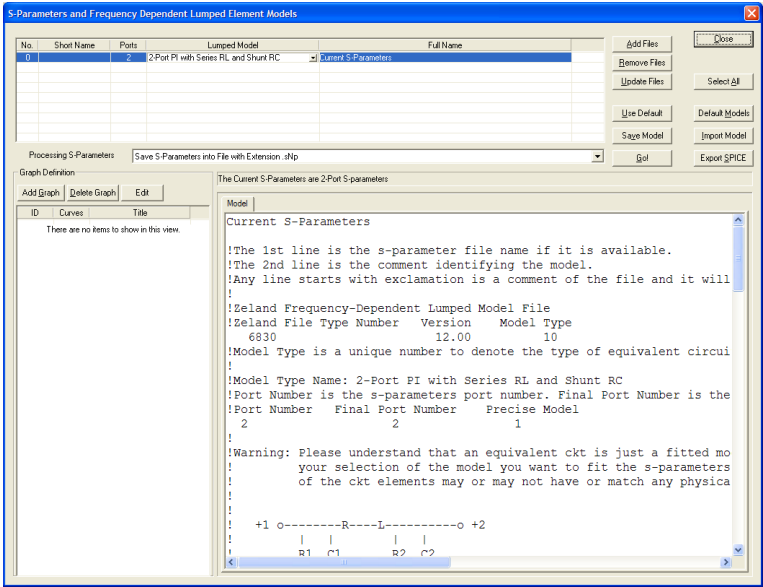 S-Parameters and Frequency Dependent Lumped Element Models
No. Short Name Ports Lumped Model Full Name
0 2 2-Port PI with Series RL and Shunt RC Current S-Parameters
Add Files
Close
Remove Files
Update Files
Select All
Use Default
Default Models
Save Model
Import Model
Processing S-Parameters
Save S-Parameters into File with Extension .sNp
Go!
Export SPICE
Graph Definition
The Current S-Parameters are 2-Port S-parameters
Add Graph Delete Graph Edit
Model
ID Curves Title
There are no items to show in this view.
Current S-Parameters
!The 1st line is the s-parameter file name if it is available.
!The 2nd line is the comment identifying the model.
!Any line starts with exclamation is a comment of the file and it will
!
!Zeland Frequency-Dependent Lumped Model File
!Zeland File Type Number Version Model Type
6830 12.00 10
!Model Type is a unique number to denote the type of equivalent circui
!
!Model Type Name: 2-Port PI with Series RL and Shunt RC
!Port Number is the s-parameters port number. Final Port Number is the
!Port Number Final Port Number Precise Model
2 2 1
!
!Warning: Please understand that an equivalent ckt is just a fitted mo
! your selection of the model you want to fit the s-parameters
! of the ckt elements may or may not have or match any physica
!
!
! +1 o--------R----L----------o +2
! | | | |
! R1 C1 R2 C2